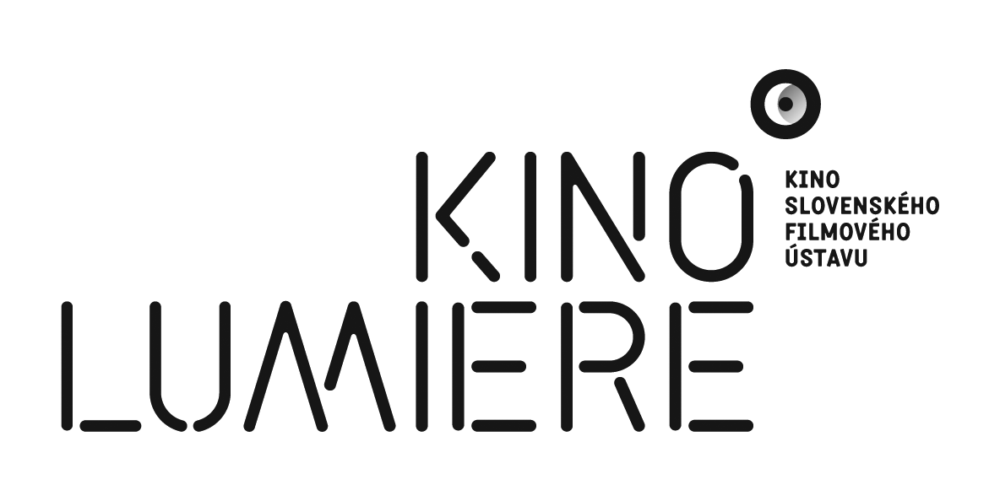 KINO
LUMIERE
KINO
SLOVENSKÉHO
FILMOVÉHO
ÚSTAVU